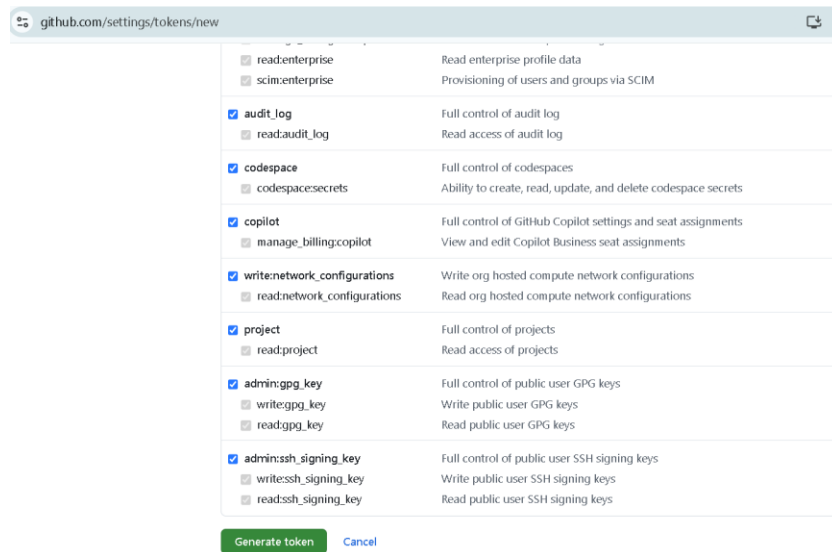 github.com/settings/tokens/new
read:enterprise Read enterprise profile data
scim:enterprise Provisioning of users and groups via SCIM
audit_log Full control of audit log
read:audit_log Read access of audit log
codespace Full control of codespaces
codespace:secrets Ability to create, read, update, and delete codespace secrets
copilot Full control of GitHub Copilot settings and seat assignments
manage_billing:copilot View and edit Copilot Business seat assignments
write:network_configurations Write org hosted compute network configurations
read:network_configurations Read org hosted compute network configurations
project Full control of projects
read:project Read access of projects
admin:gpg_key Full control of public user GPG keys
write:gpg_key Write public user GPG keys
read:gpg_key Read public user GPG keys
admin:ssh_signing_key Full control of public user SSH signing keys
write:ssh_signing_key Write public user SSH signing keys
read:ssh_signing_key Read public user SSH signing keys
Generate token Cancel